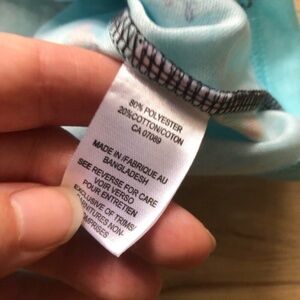 80% POLYESTER
20% COTTON/COTON
CA 07089
MADE IN/FABRIQUE AU
BANGLADESH
SEE REVERSE FOR CARE
VOIR VERSO
POUR ENTRETIEN
EXCLUSIVE OF TRIMS/
GARNITURES NON-
COMPRISES